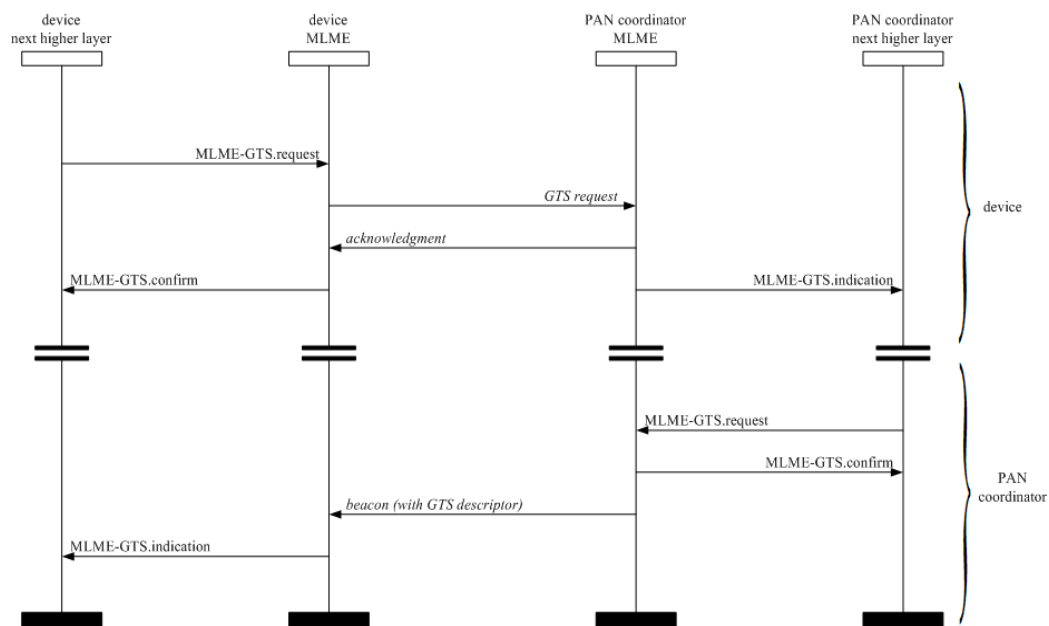 device
next higher layer
device
MLME
PAN coordinator
MLME
PAN coordinator
next higher layer
MLME-GTS.request
GTS request
device
acknowledgment
MLME-GTS.confirm
MLME-GTS.indication
MLME-GTS.request
MLME-GTS.confirm
PAN
coordinator
beacon (with GTS descriptor)
MLME-GTS.indication